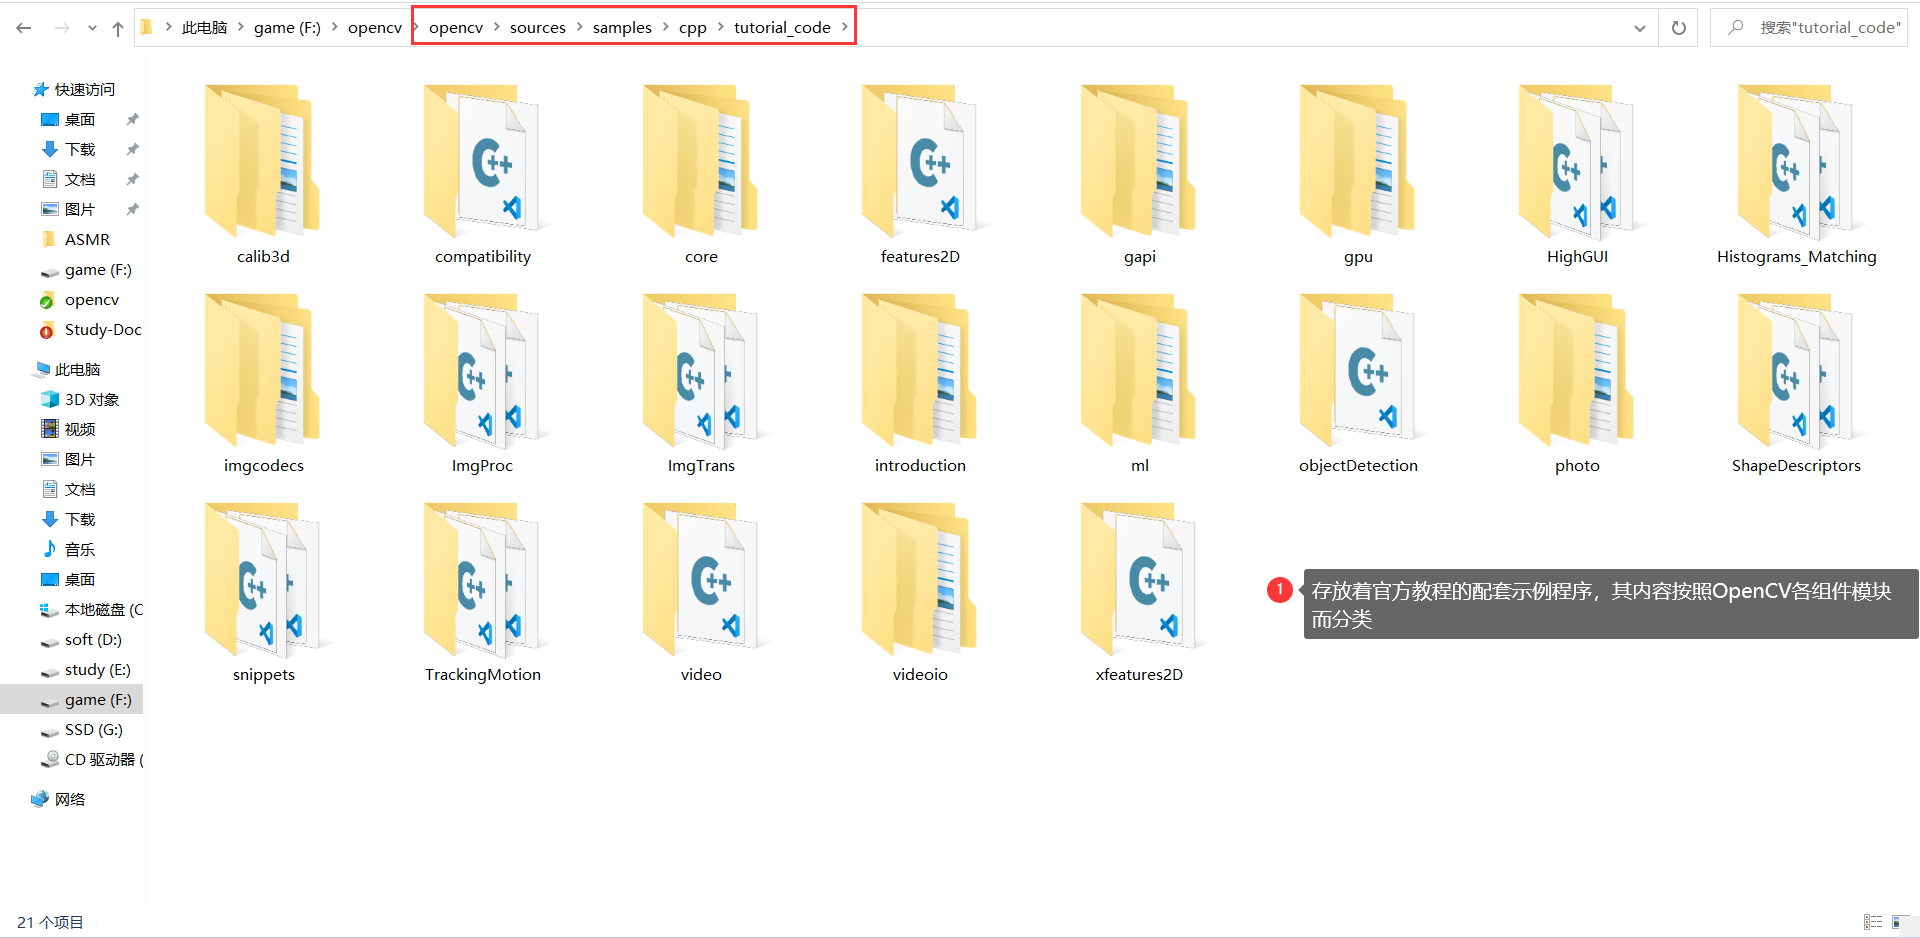 此电脑 game (F:) opencv opencv sources samples cpp tutorial_code
搜索"tutorial_code"
快速访问
桌面
下载
文档
图片
ASMR
game (F:)
opencv
Study-Doc
此电脑
3D 对象
视频
图片
文档
下载
音乐
桌面
本地磁盘 (C
soft (D:)
study (E:)
game (F:)
SSD (G:)
CD 驱动器 (
网络
calib3d compatibility core features2D gapi gpu HighGUI Histograms_Matching
C++ C++ C++ C++ C++ C++
imgcodecs ImgProc ImgTrans introduction ml objectDetection photo ShapeDescriptors
C++ C++ C++ C++
snippets TrackingMotion video videoio xfeatures2D
C++ C++ C++ C++
1
存放着官方教程的配套示例程序，其内容按照OpenCV各组件模块
而分类
21 个项目